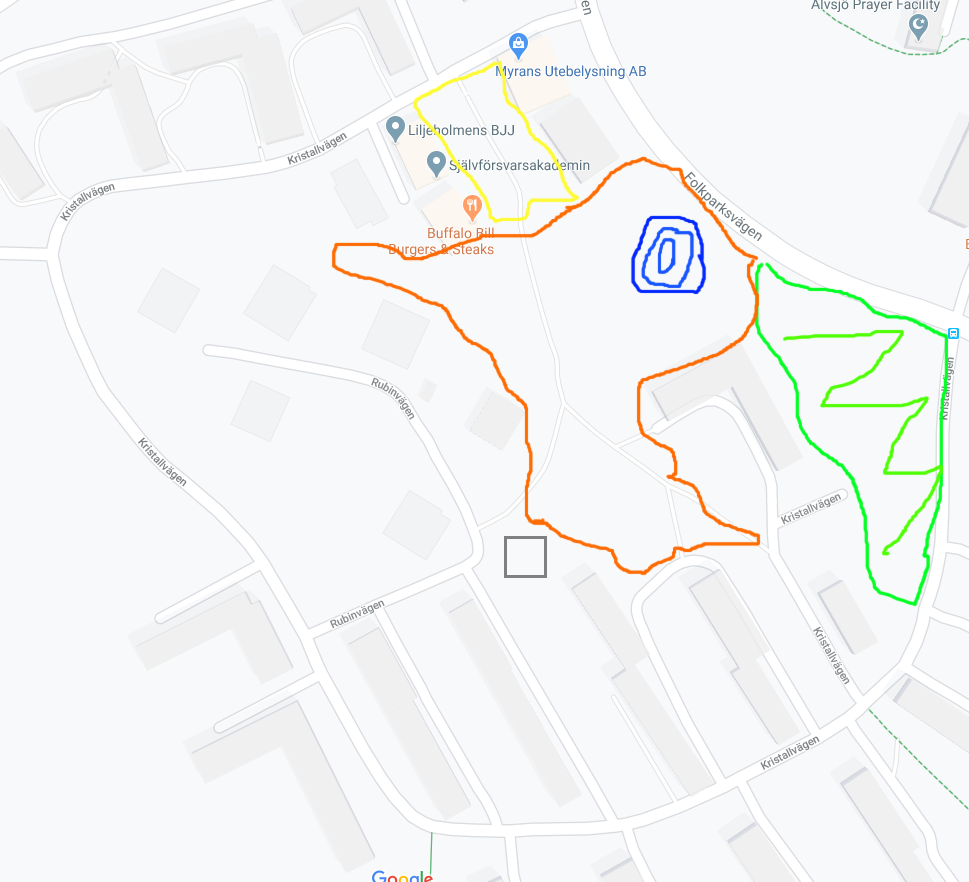 Älvsjö Prayer Facility
en
Myrans Utebelysning AB
Liljeholmens BJJ
Kristallvägen
Självförsvarsakademin
Folkparksvägen
Kristallvägen
Buffalo Bill
Burgers & Steaks
Rubinvägen
Kristallvägen
Kristallvägen
Kristallvägen
Rubinvägen
Kristallvägen
Kristallvägen
Google